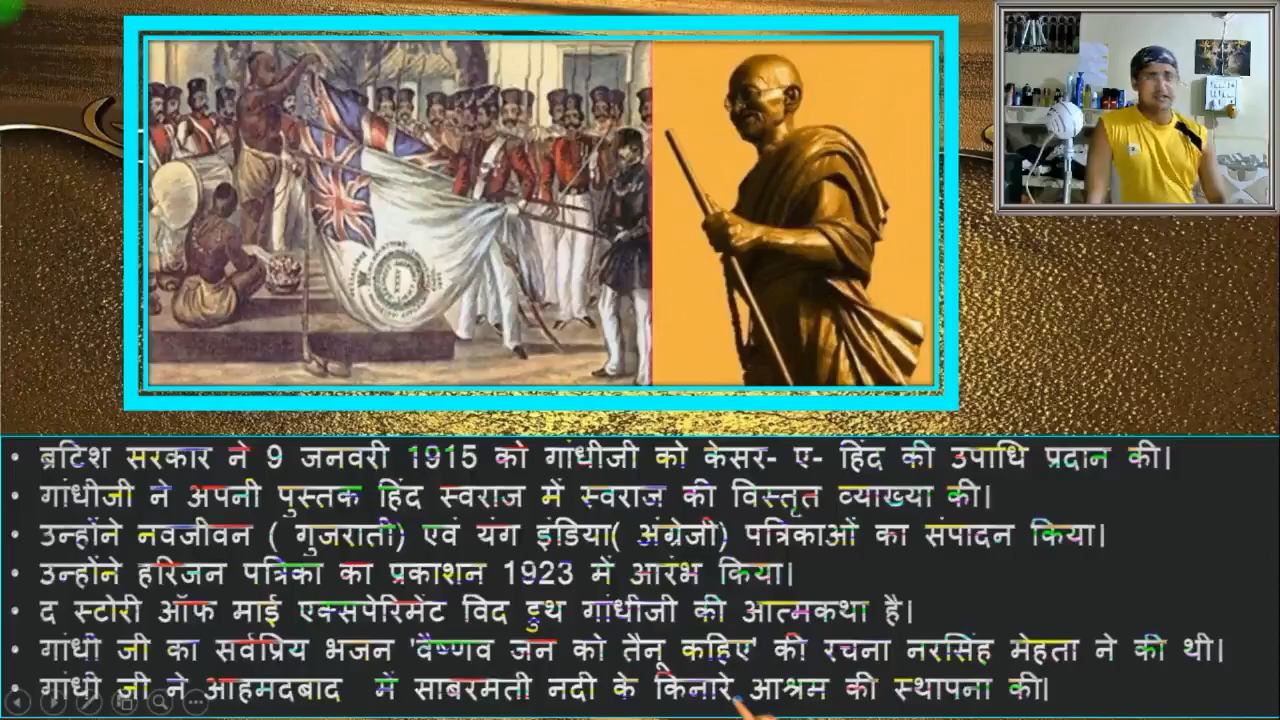 • ब्रटिश सरकार ने 9 जनवरी 1915 को गांधीजी को केसर- ए- हिंद की उपाधि प्रदान की।
• गांधीजी ने अपनी पुस्तक हिंद स्वराज में स्वराज की विस्तृत व्याख्या की।
• उन्होंने नवजीवन ( गुजराती) एवं यंग इंडिया( अंग्रेजी) पत्रिकाओं का संपादन किया।
• उन्होंने हरिजन पत्रिका का प्रकाशन 1923 में आरंभ किया।
• द स्टोरी ऑफ माई एक्सपेरिमेंट विद ट्रुथ गांधीजी की आत्मकथा है।
• गांधी जी का सर्वप्रिय भजन 'वैष्णव जन को तैनू कहिए' की रचना नरसिंह मेहता ने की थी।
• गांधी जी ने आहमदबाद में साबरमती नदी के किनारे आश्रम की स्थापना की।